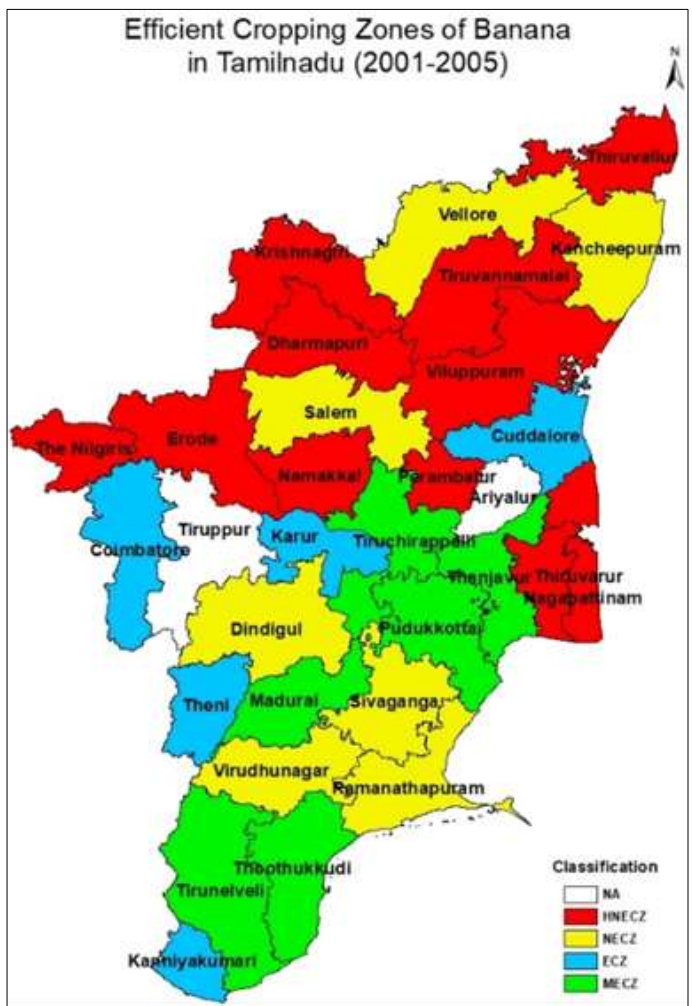 Efficient Cropping Zones of Banana
in Tamilnadu (2001-2005)
N
Thiruvallur
Vellore
Kancheepuram
Krishnagiri
Tiruvannamalai
Dharmapuri
Viluppuram
Salem
Cuddalore
The Nilgiris
Erode
Namakkal
Perambalur
Ariyalur
Coimbatore
Tiruppur
Karur
Tiruchirappalli
Thanjavur
Thiruvarur
Nagapattinam
Dindigul
Pudukkottai
Theni
Madurai
Sivaganga
Virudhunagar
Ramanathapuram
Thoothukkudi
Tirunelveli
Kanniyakumari
Classification
NA
HNECZ
NECZ
ECZ
MECZ